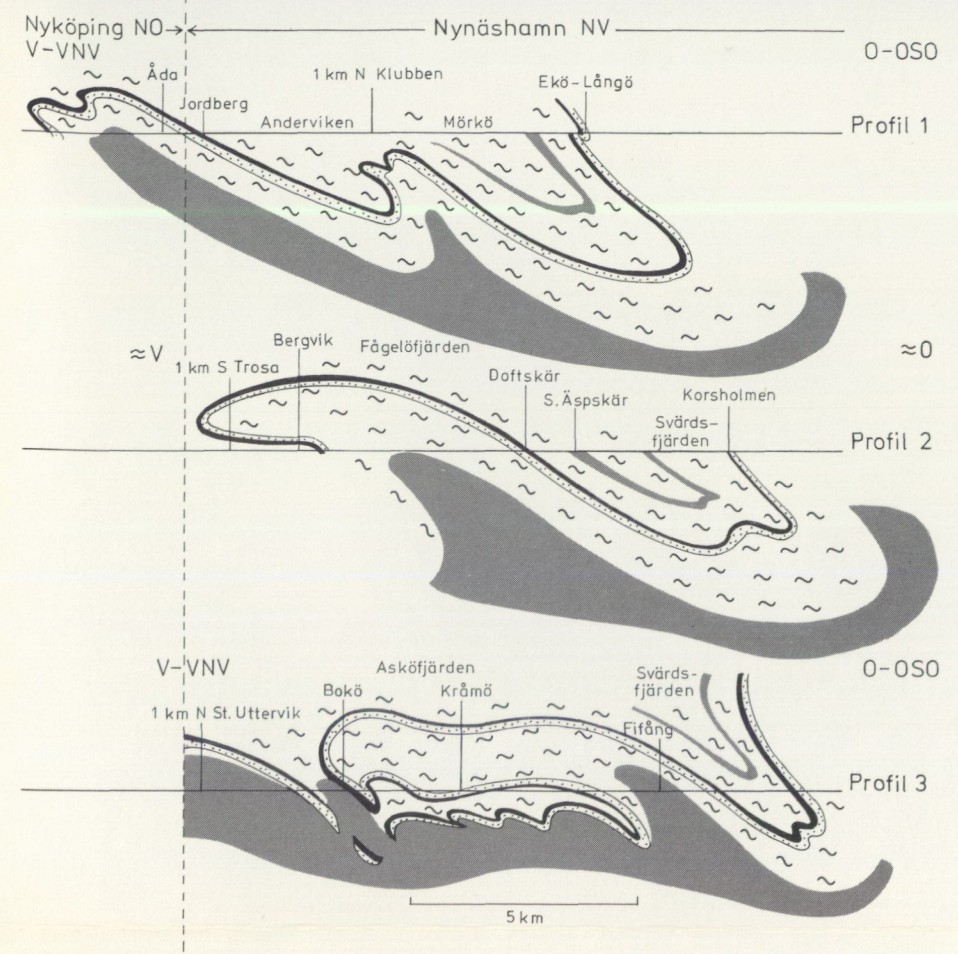 Nyköping NO
Nynäshamn NV
V-VNV
O-OSO
Åda
Jordberg
1 km N Klubben
Ekö-Långö
Anderviken
Mörkö
Profil 1
≈V
≈O
1 km S Trosa
Bergvik
Fågelöfjärden
Doftskär
S. Äspskär
Korsholmen
Svärds-
fjärden
Profil 2
V-VNV
O-OSO
Asköfjärden
Svärds-
fjärden
1 km N St. Uttervik
Bokö
Kråmö
Fifång
Profil 3
5 km